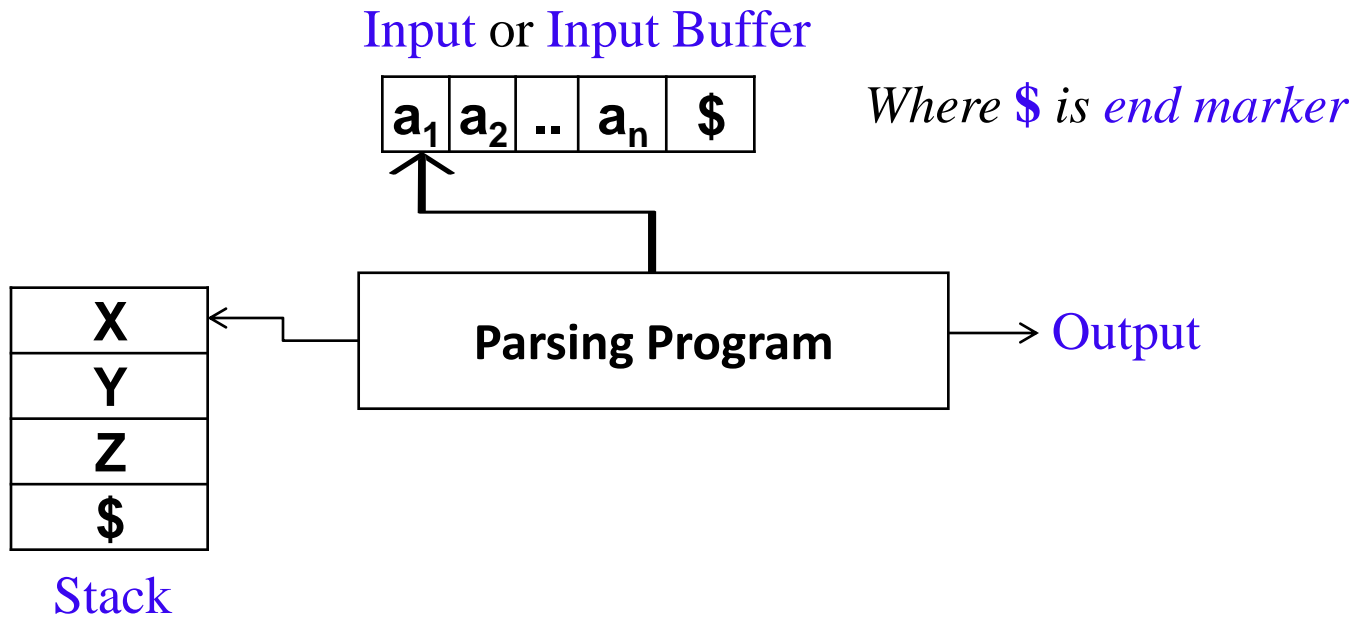 Input or Input Buffer
a₁ a₂ .. aₙ $
Where $ is end marker
X
Parsing Program
Output
Y
Z
$
Stack